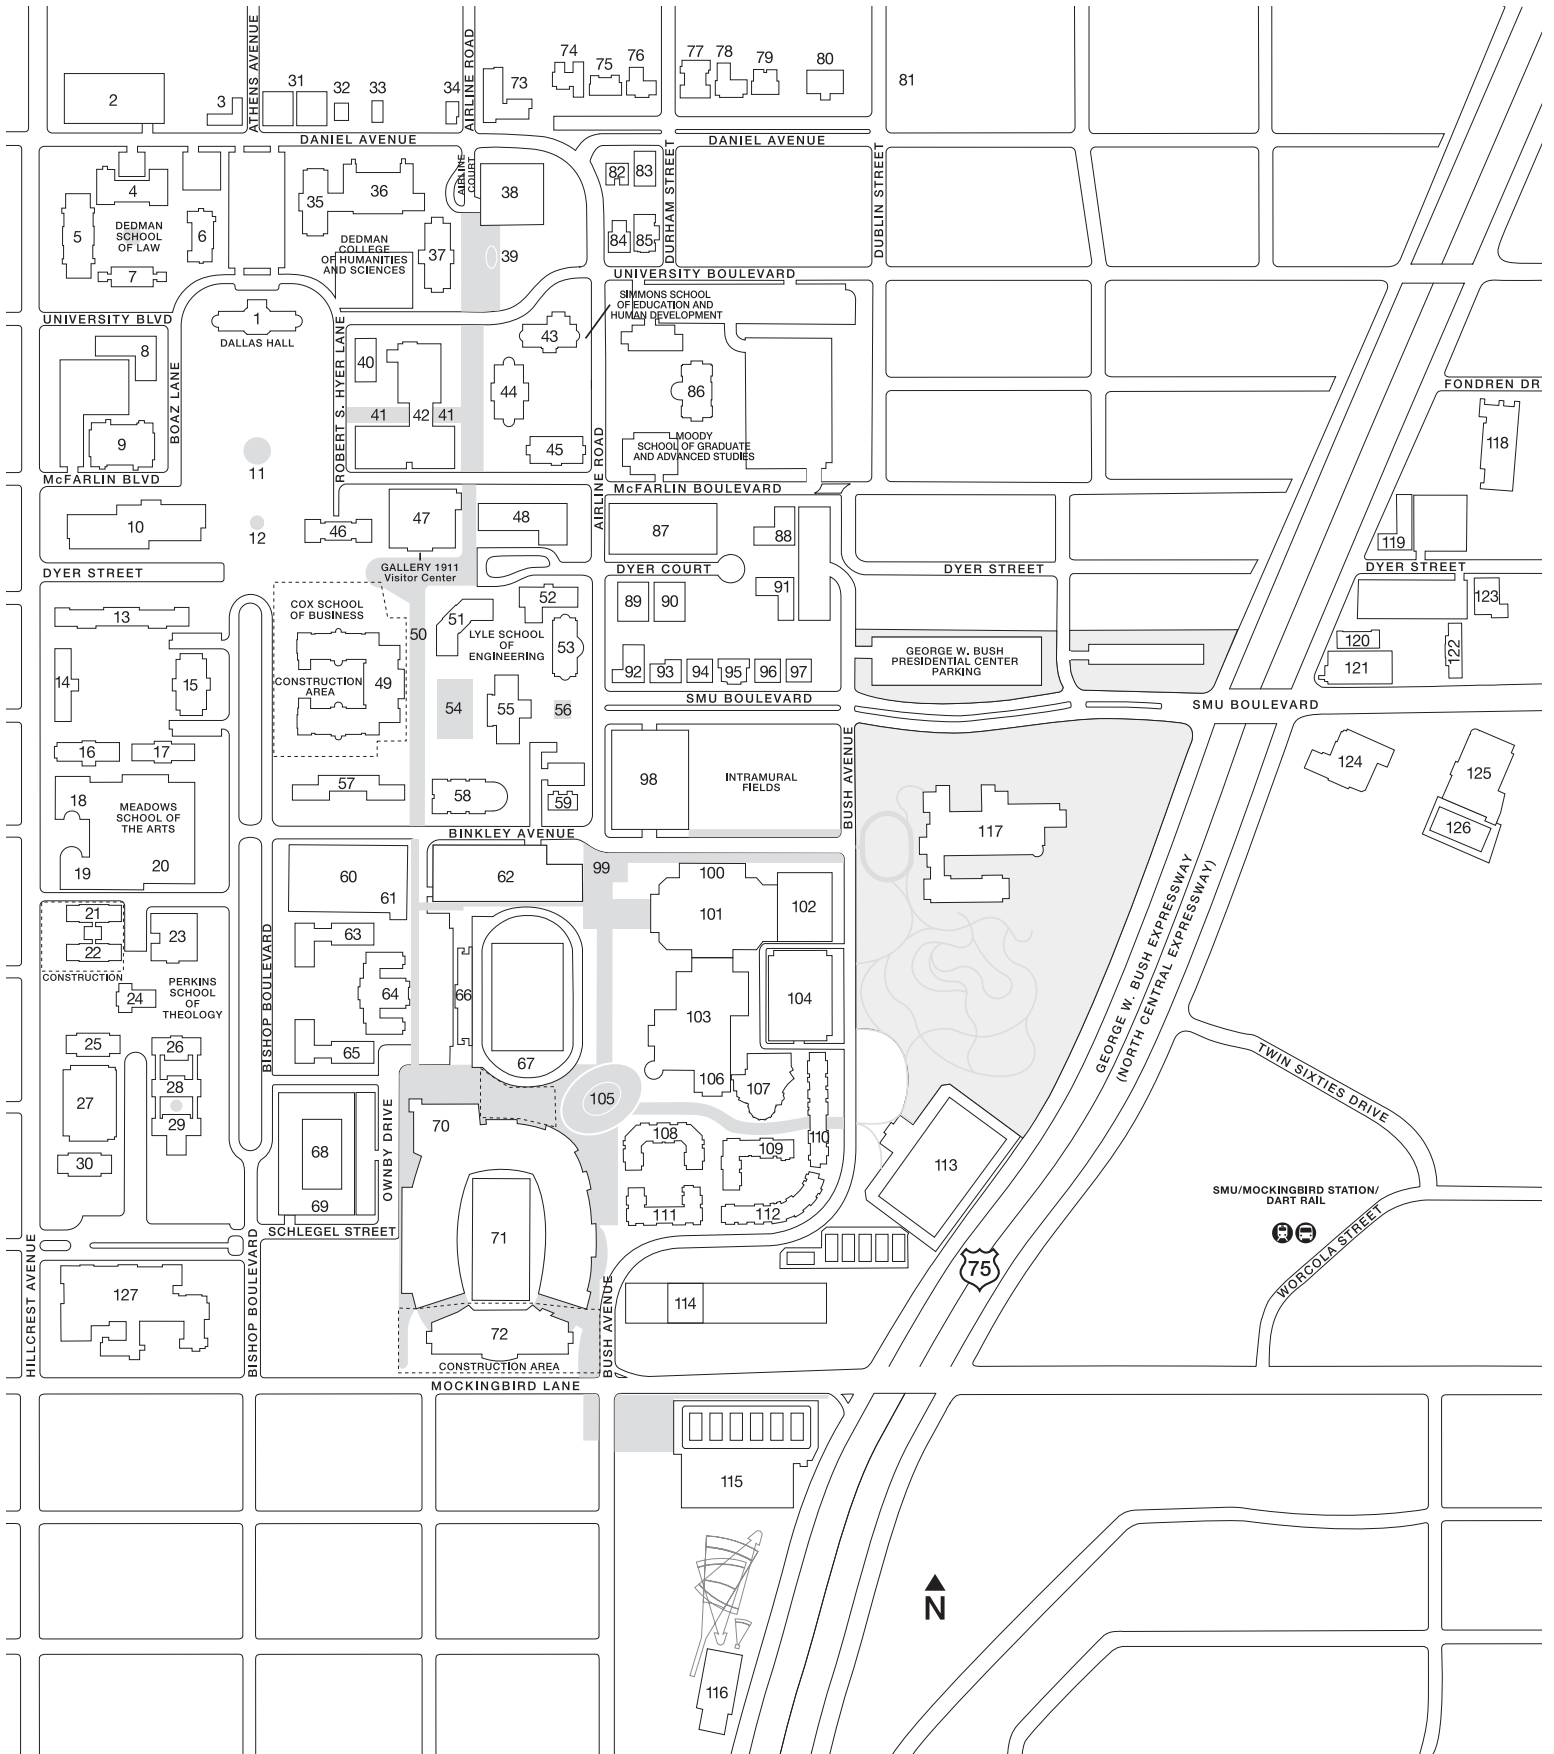 ATHENS AVENUE
AIRLINE ROAD
74
75
76
77
78
79
80
81
2
3
31
32
33
34
73
DANIEL AVENUE
DANIEL AVENUE
4
5
6
7
DEDMAN
SCHOOL
OF LAW
35
36
37
DEDMAN
COLLEGE
OF HUMANITIES
AND SCIENCES
AIRLINE
COURT
38
39
82
83
84
85
DURHAM STREET
DUBLIN STREET
UNIVERSITY BOULEVARD
UNIVERSITY BLVD
1
DALLAS HALL
SIMMONS SCHOOL
OF EDUCATION AND
HUMAN DEVELOPMENT
43
8
9
BOAZ LANE
ROBERT S. HYER LANE
40
41
42
41
44
45
AIRLINE ROAD
86
MOODY
SCHOOL OF GRADUATE
AND ADVANCED STUDIES
FONDREN DR
118
McFARLIN BLVD
McFARLIN BOULEVARD
11
12
10
46
47
48
GALLERY 1911
Visitor Center
87
88
119
DYER STREET
DYER COURT
DYER STREET
DYER STREET
13
14
15
16
17
COX SCHOOL
OF BUSINESS
CONSTRUCTION
AREA
49
50
51
52
53
LYLE SCHOOL
OF
ENGINEERING
54
55
56
89
90
91
92
93
94
95
96
97
GEORGE W. BUSH
PRESIDENTIAL CENTER
PARKING
120
121
122
123
SMU BOULEVARD
SMU BOULEVARD
57
58
59
98
INTRAMURAL
FIELDS
BUSH AVENUE
117
124
125
126
18
19
20
MEADOWS
SCHOOL OF
THE ARTS
BINKLEY AVENUE
60
61
62
99
100
101
102
21
22
23
24
CONSTRUCTION
PERKINS
SCHOOL
OF
THEOLOGY
BISHOP BOULEVARD
63
64
65
66
67
103
104
GEORGE W. BUSH EXPRESSWAY
(NORTH CENTRAL EXPRESSWAY)
25
26
27
28
29
30
68
69
OWNBY DRIVE
70
105
106
107
108
109
110
111
112
113
TWIN SIXTIES DRIVE
SMU/MOCKINGBIRD STATION/
DART RAIL
WORCOLA STREET
SCHLEGEL STREET
71
75
HILLCREST AVENUE
127
BISHOP BOULEVARD
72
CONSTRUCTION AREA
BUSH AVENUE
114
MOCKINGBIRD LANE
115
116
N